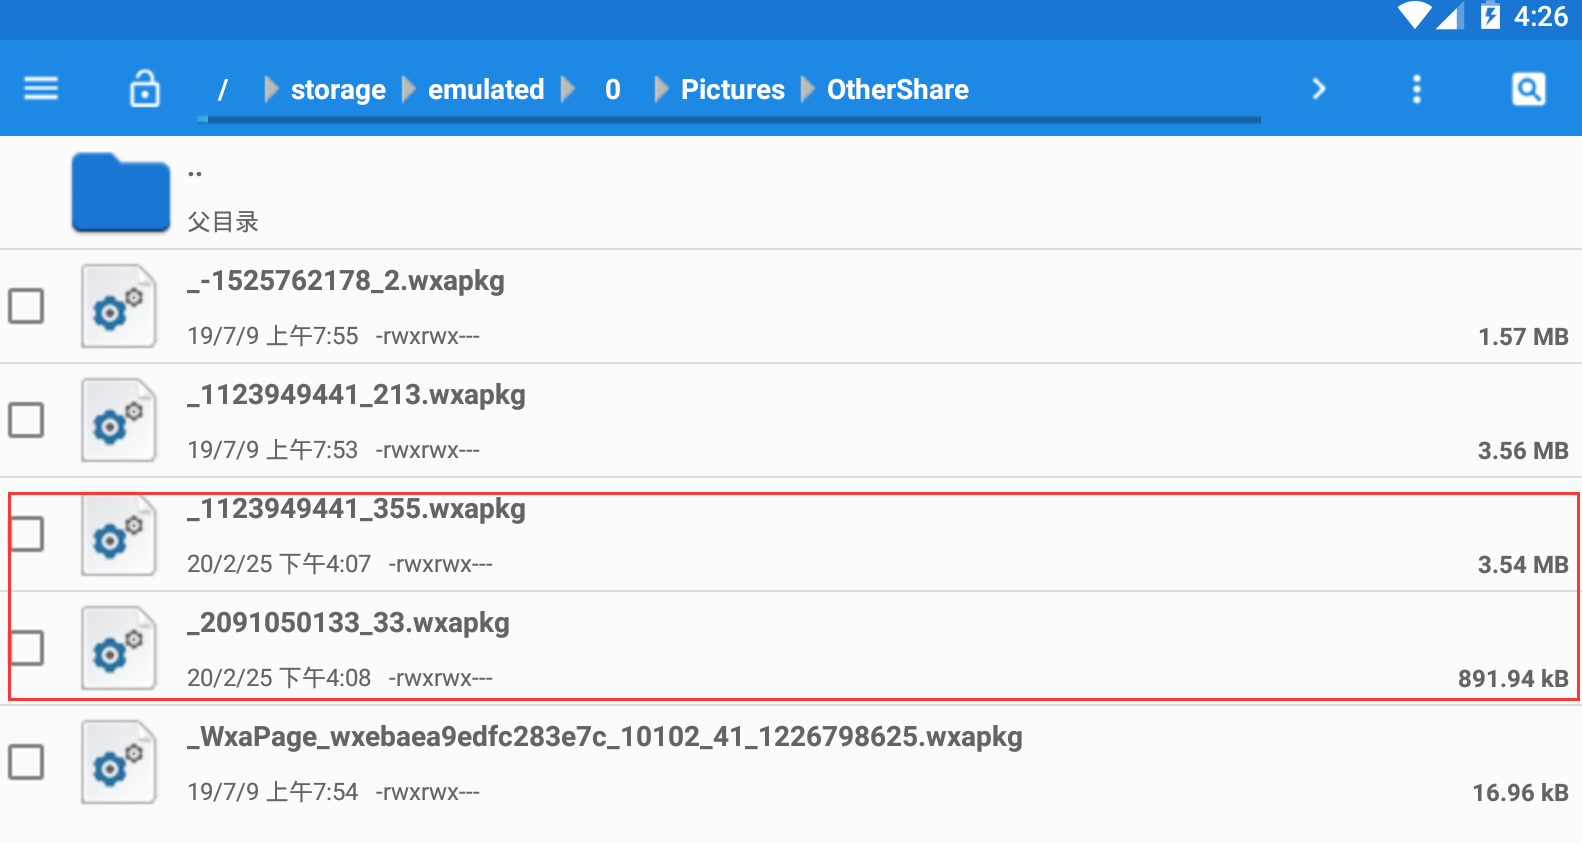 4:26
/ storage emulated 0 Pictures OtherShare
..
父目录
_-1525762178_2.wxapkg
19/7/9 上午7:55 -rwxrwx---
1.57 MB
_1123949441_213.wxapkg
19/7/9 上午7:53 -rwxrwx---
3.56 MB
_1123949441_355.wxapkg
20/2/25 下午4:07 -rwxrwx---
3.54 MB
_2091050133_33.wxapkg
20/2/25 下午4:08 -rwxrwx---
891.94 kB
_WxaPage_wxebaea9edfc283e7c_10102_41_1226798625.wxapkg
19/7/9 上午7:54 -rwxrwx---
16.96 kB